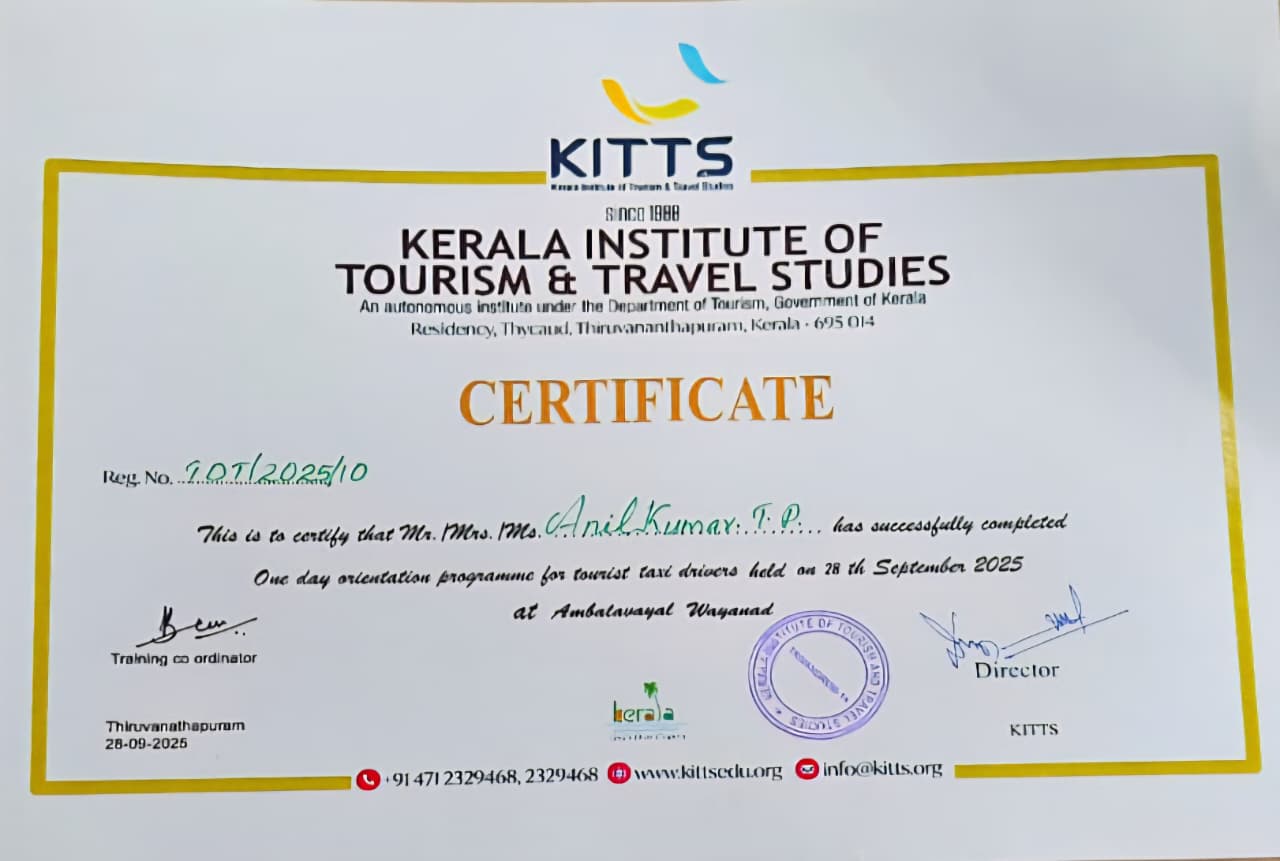 KITTS
Kerala Institute of Tourism & Travel Studies
Since 1988
KERALA INSTITUTE OF
TOURISM & TRAVEL STUDIES
An autonomous institute under the Department of Tourism, Government of Kerala
Residency, Thycaud, Thiruvananthapuram, Kerala - 695 014
CERTIFICATE
Reg. No. TOT/2025/10
This is to certify that Mr. /Mrs. /Ms. Anil Kumar. T. P. has successfully completed
One day orientation programme for tourist taxi drivers held on 28 th September 2025
at Ambalavayal Wayanad
Training co ordinator
Director
INSTITUTE OF TOURISM AND TRAVEL STUDIES
kerala
Thiruvanathapuram
28-09-2025
KITTS
+91 471 2329468, 2329468 www.kittsedu.org info@kitts.org